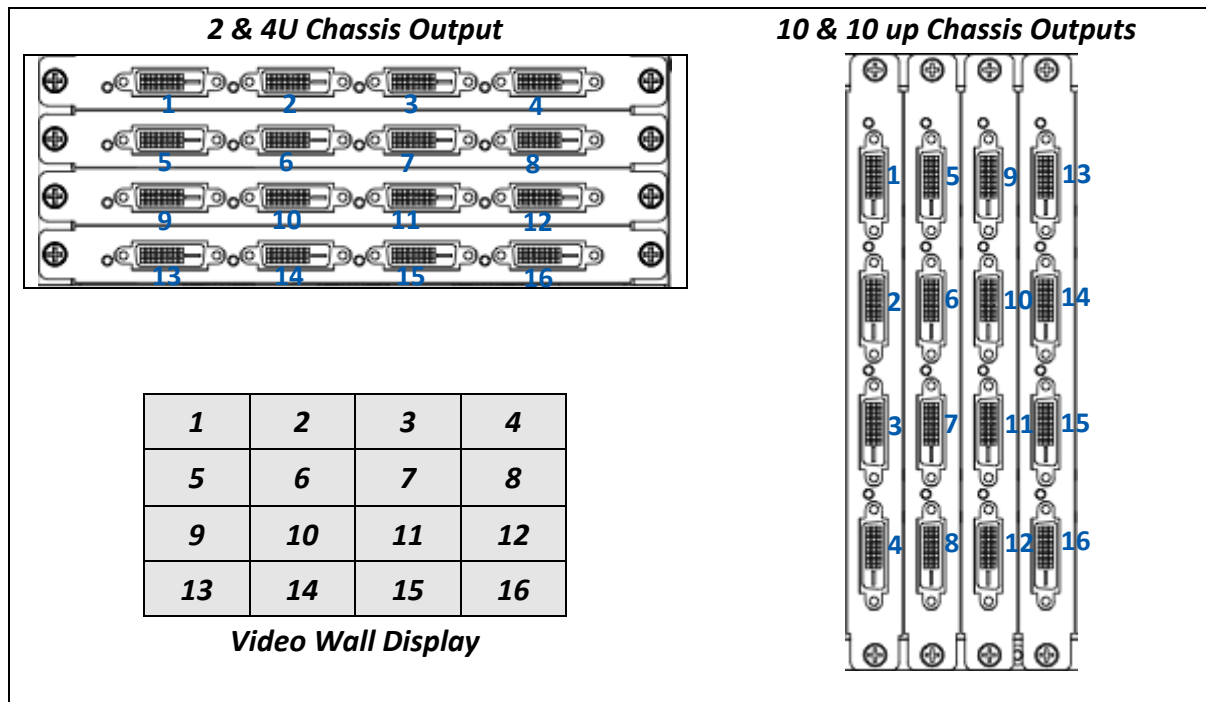 2 & 4U Chassis Output
1 2 3 4
5 6 7 8
9 10 11 12
13 14 15 16
1 2 3 4
5 6 7 8
9 10 11 12
13 14 15 16
Video Wall Display
10 & 10 up Chassis Outputs
1 5 9 13
2 6 10 14
3 7 11 15
4 8 12 16